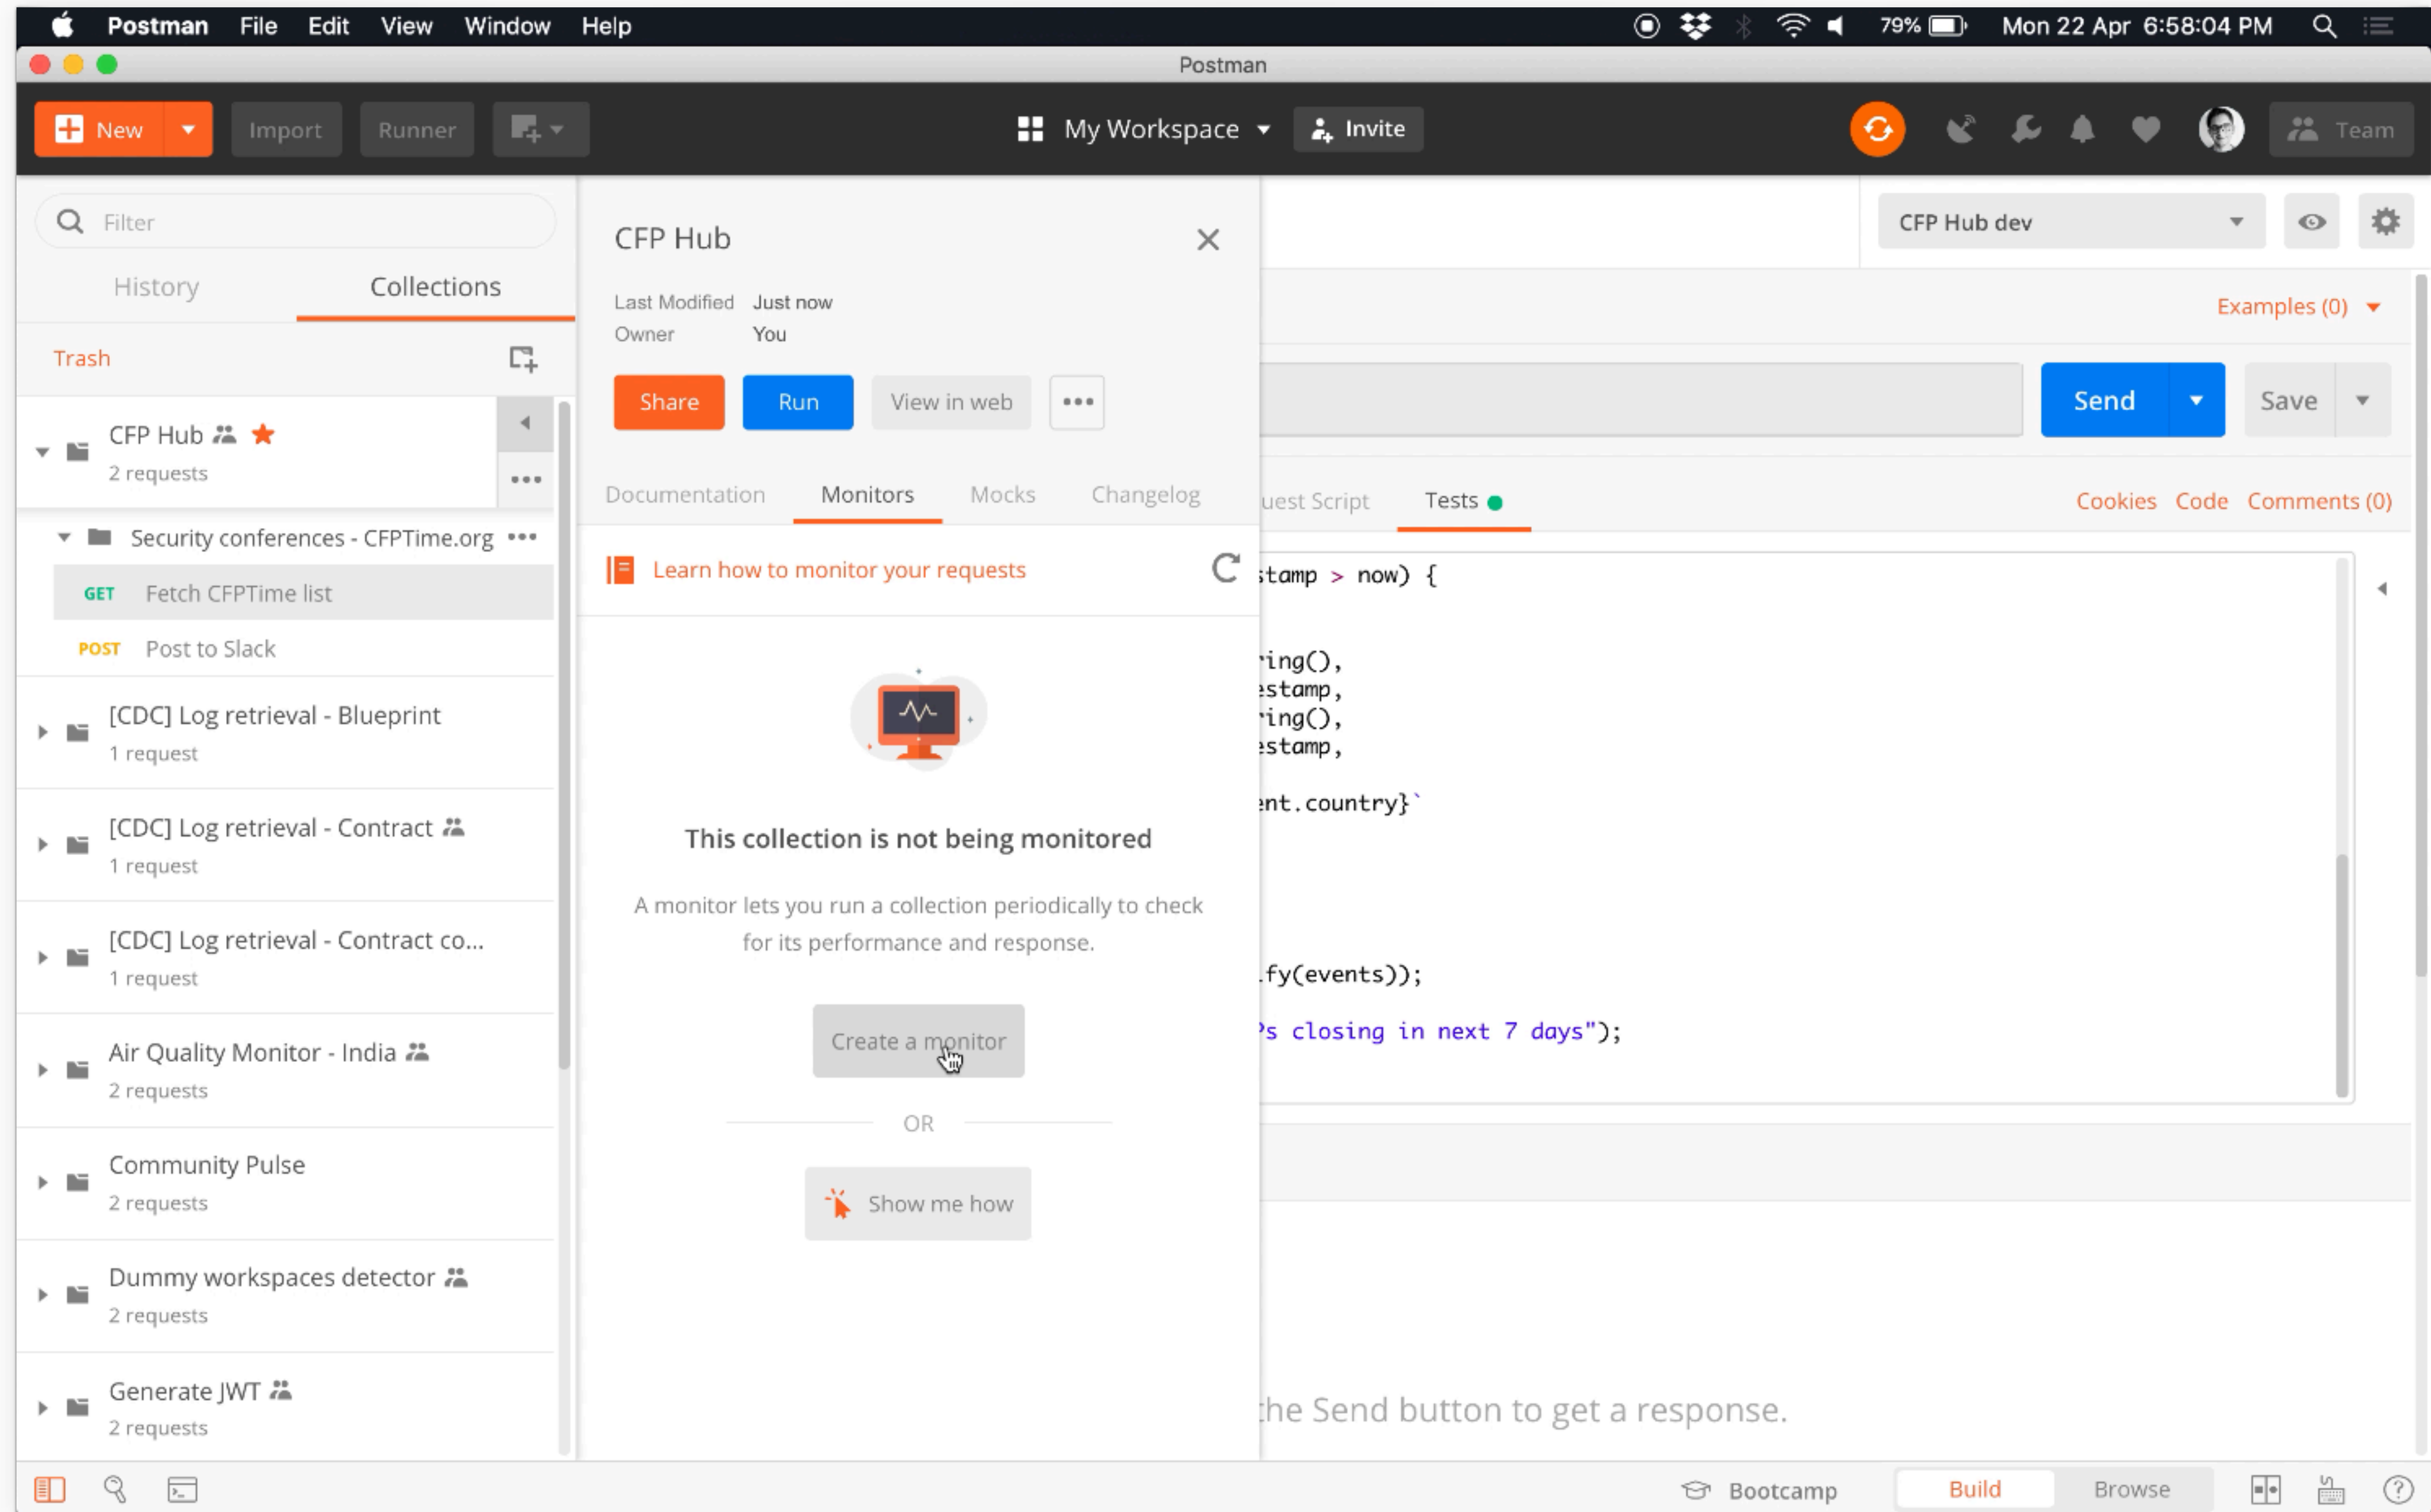 Postman File Edit View Window Help 79% Mon 22 Apr 6:58:04 PM
Postman
New Import Runner My Workspace Invite Team
Filter
History Collections
Trash
CFP Hub
2 requests
Security conferences - CFPTime.org
GET Fetch CFPTime list
POST Post to Slack
[CDC] Log retrieval - Blueprint
1 request
[CDC] Log retrieval - Contract
1 request
[CDC] Log retrieval - Contract co...
1 request
Air Quality Monitor - India
2 requests
Community Pulse
2 requests
Dummy workspaces detector
2 requests
Generate JWT
2 requests
CFP Hub
Last Modified Just now
Owner You
Share Run View in web
Documentation Monitors Mocks Changelog
Learn how to monitor your requests
This collection is not being monitored
A monitor lets you run a collection periodically to check
for its performance and response.
Create a monitor
OR
Show me how
CFP Hub dev
Examples (0)
Send Save
uest Script Tests Cookies Code Comments (0)
stamp > now) {
ring(),
estamp,
ring(),
estamp,
ent.country}`
fy(events));
s closing in next 7 days");
the Send button to get a response.
Bootcamp Build Browse